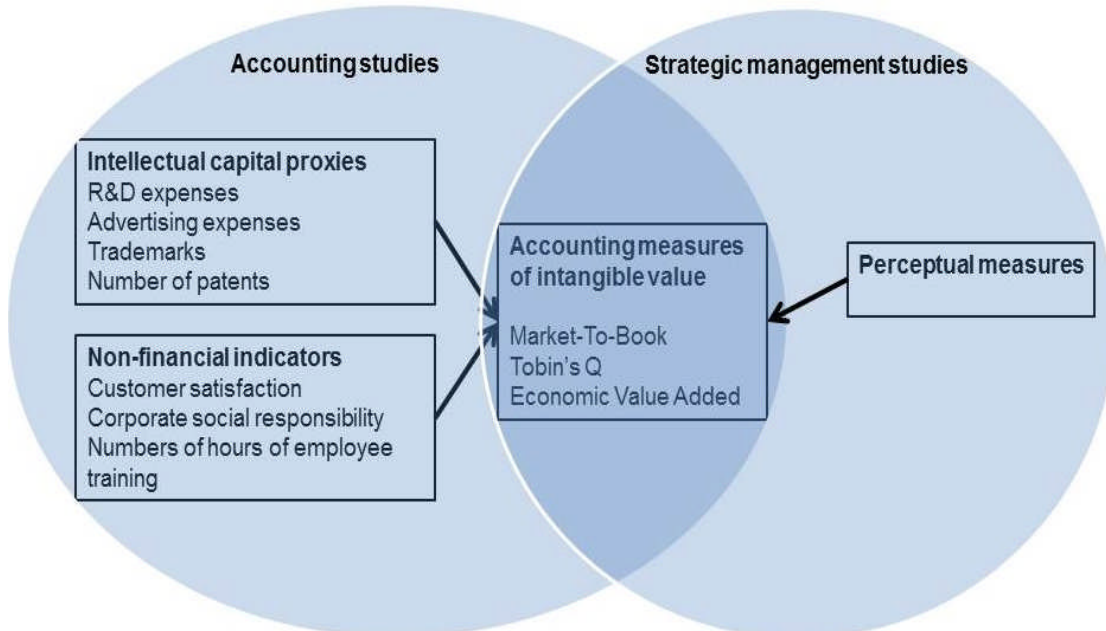 Accounting studies
Strategic management studies
Intellectual capital proxies
R&D expenses
Advertising expenses
Trademarks
Number of patents
Non-financial indicators
Customer satisfaction
Corporate social responsibility
Numbers of hours of employee
training
Accounting measures
of intangible value
Market-To-Book
Tobin's Q
Economic Value Added
Perceptual measures